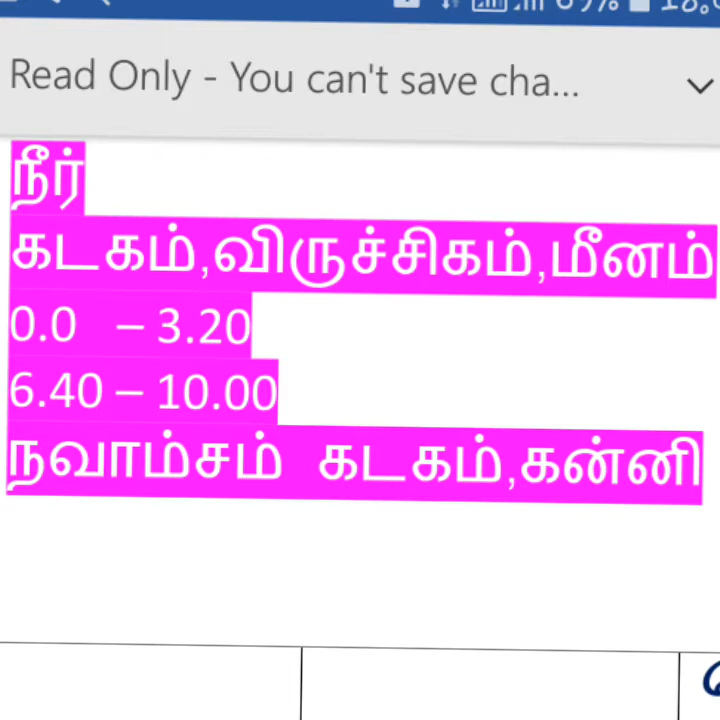 Read Only - You can't save cha...
நீர்
கடகம்,விருச்சிகம்,மீனம்
0.0 – 3.20
6.40 – 10.00
நவாம்சம் கடகம்,கன்னி